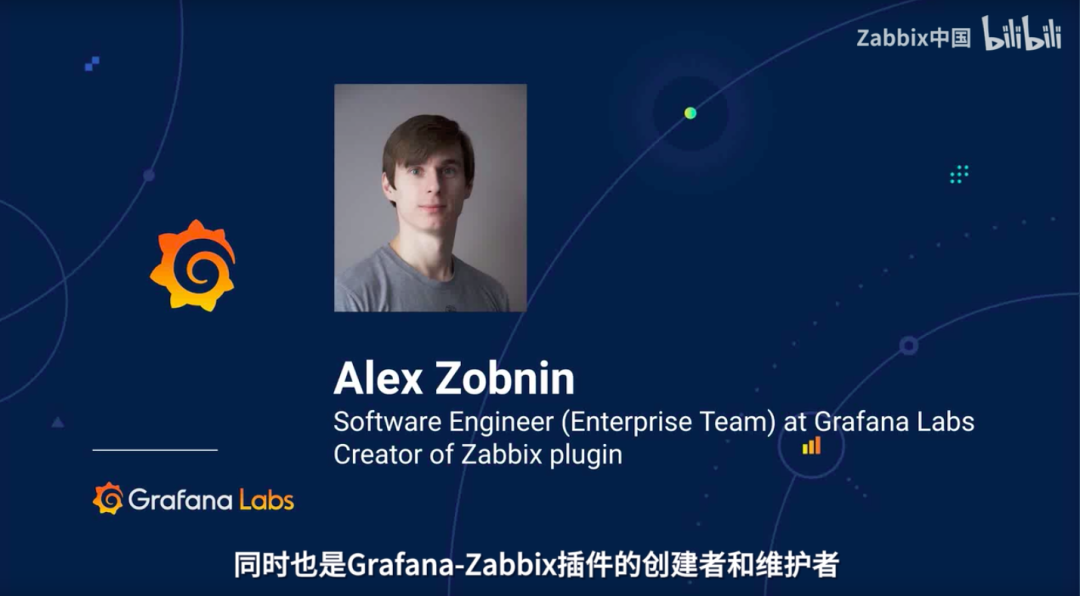 Zabbix中国 bilibili
Alex Zobnin
Software Engineer (Enterprise Team) at Grafana Labs
Creator of Zabbix plugin
Grafana Labs
同时也是Grafana-Zabbix插件的创建者和维护者